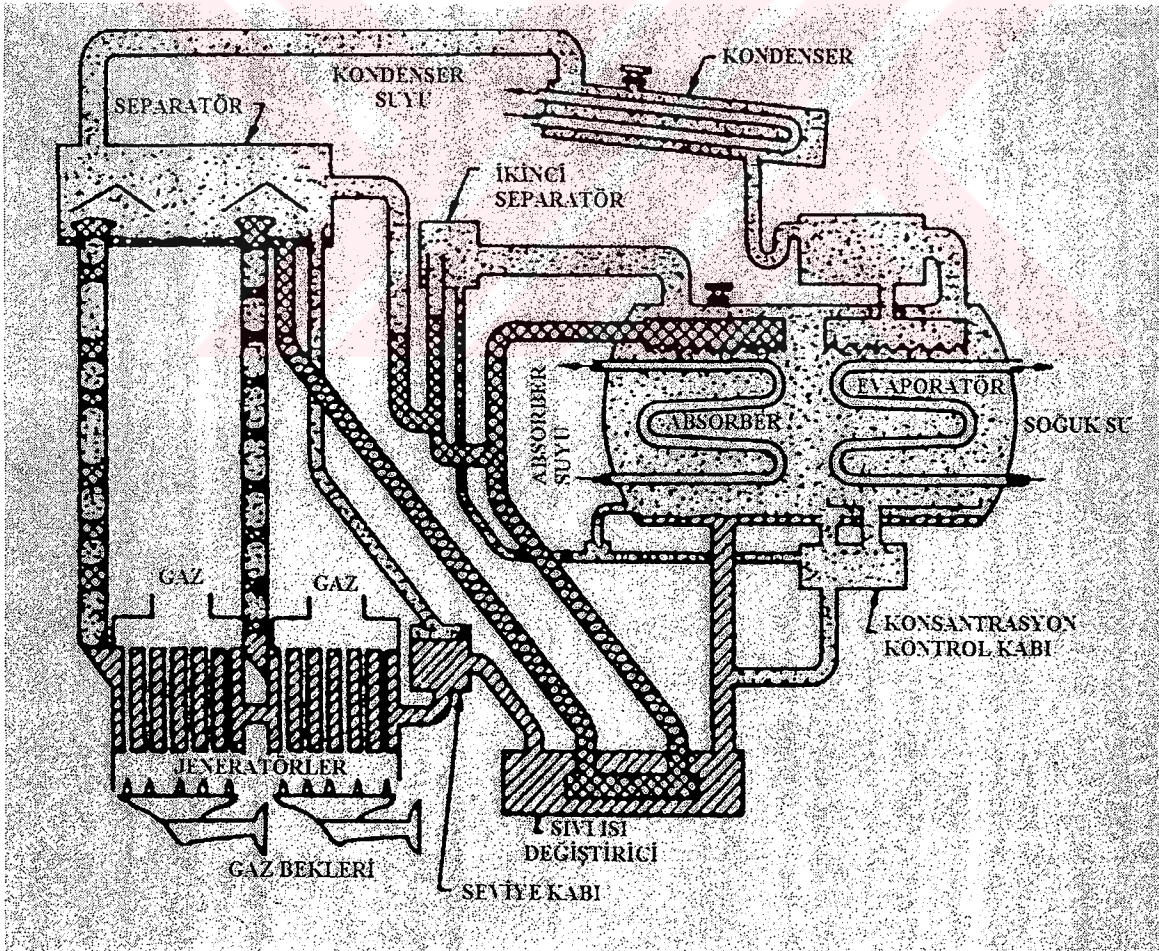 KONDENSER
SUYU
KONDENSER
SEPARATÖR
İKİNCİ
SEPARATÖR
ABSORBER
SUYU
ABSORBER
EVAPORATÖR
SOĞUK SU
GAZ
GAZ
KONSANTRASYON
KONTROL KABI
JENERATÖRLER
SIVI ISI
DEĞİŞTİRİCİ
GAZ BEKLERİ
SEVİYE KABI